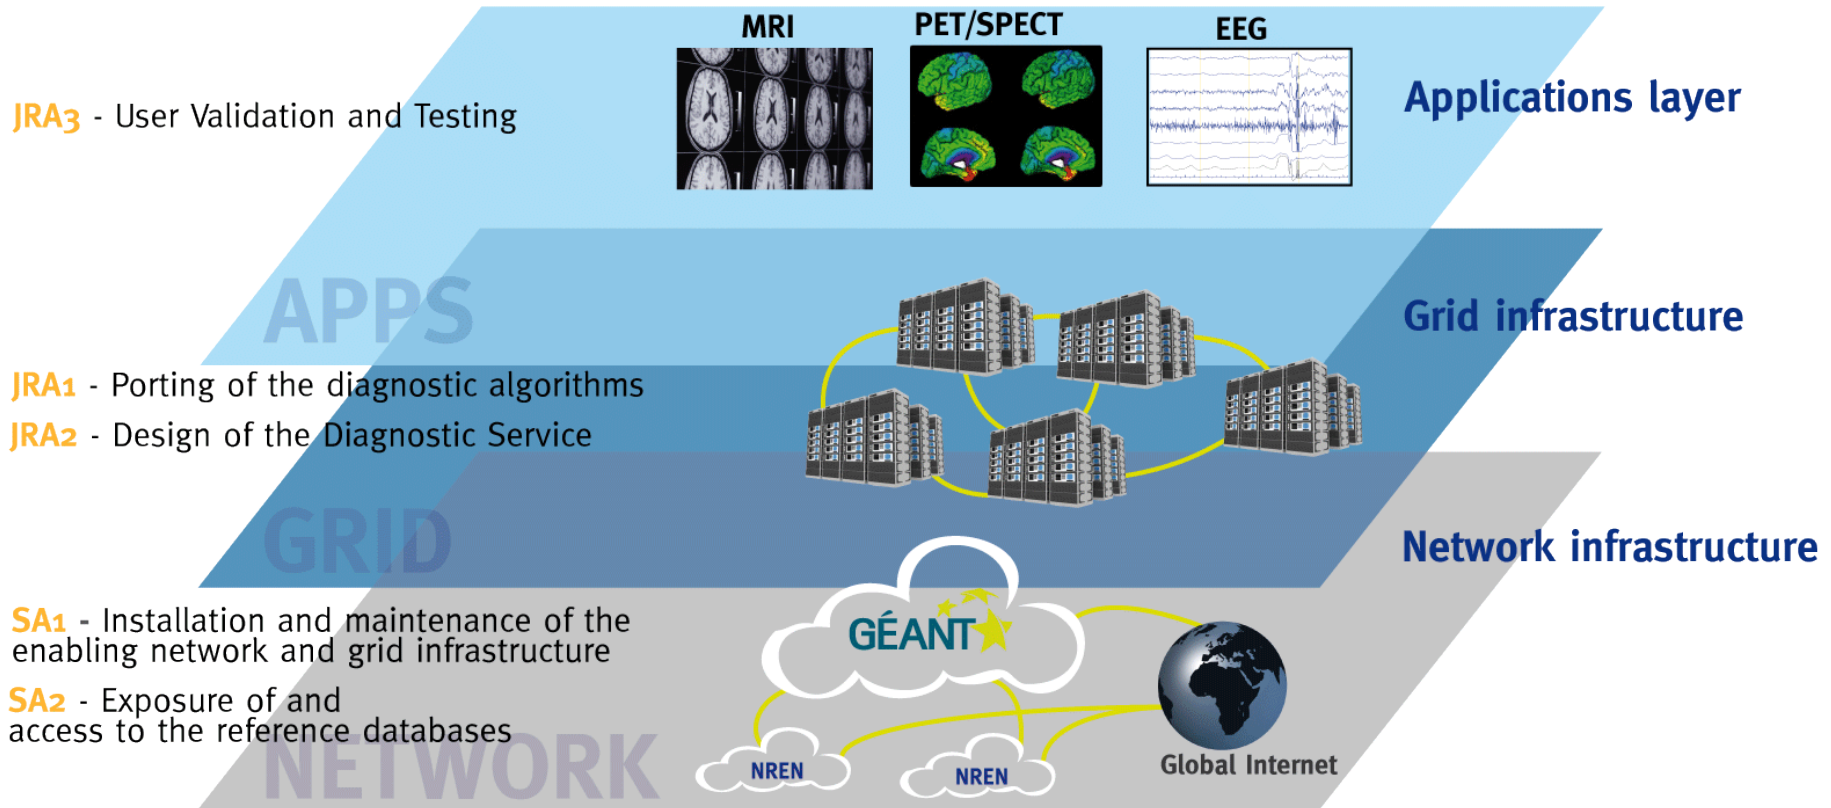 MRI
PET/SPECT
EEG
JRA3 - User Validation and Testing
Applications layer
APPS
Grid infrastructure
JRA1 - Porting of the diagnostic algorithms
JRA2 - Design of the Diagnostic Service
GRID
Network infrastructure
SA1 - Installation and maintenance of the
enabling network and grid infrastructure
GÉANT
SA2 - Exposure of and
access to the reference databases
NETWORK
NREN
NREN
Global Internet